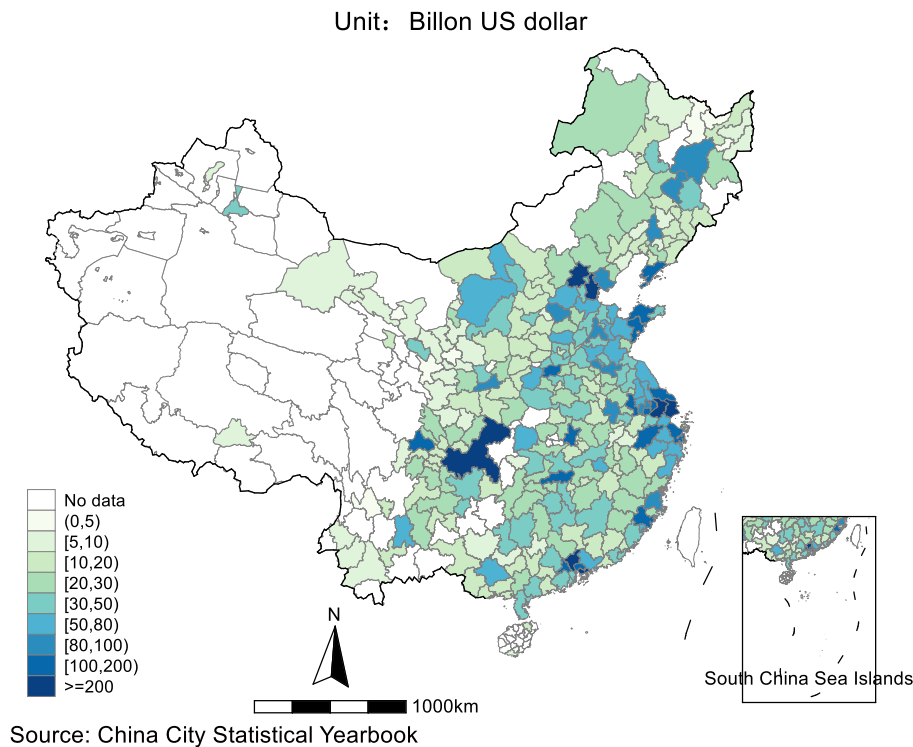 Unit：Billon US dollar
No data
(0,5)
[5,10)
[10,20)
[20,30)
[30,50)
[50,80)
[80,100)
[100,200)
>=200
N
1000km
South China Sea Islands
Source: China City Statistical Yearbook